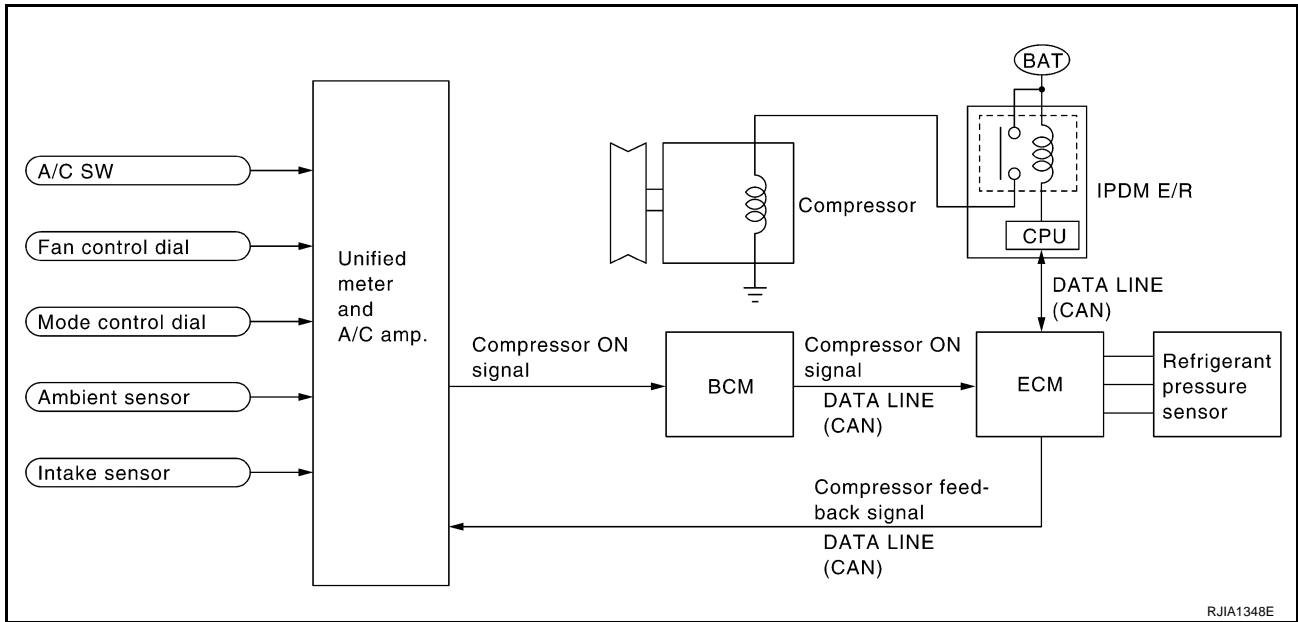 BAT
A/C SW
Fan control dial
Mode control dial
Ambient sensor
Intake sensor
Unified
meter
and
A/C amp.
Compressor
IPDM E/R
CPU
DATA LINE
(CAN)
Compressor ON
signal
BCM
Compressor ON
signal
DATA LINE
(CAN)
ECM
Refrigerant
pressure
sensor
Compressor feed-
back signal
DATA LINE
(CAN)
RJIA1348E